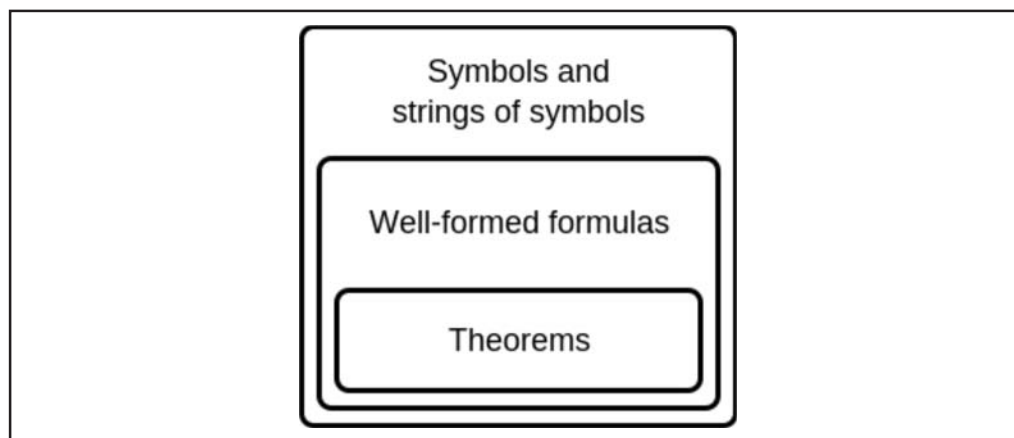 Symbols and
strings of symbols
Well-formed formulas
Theorems